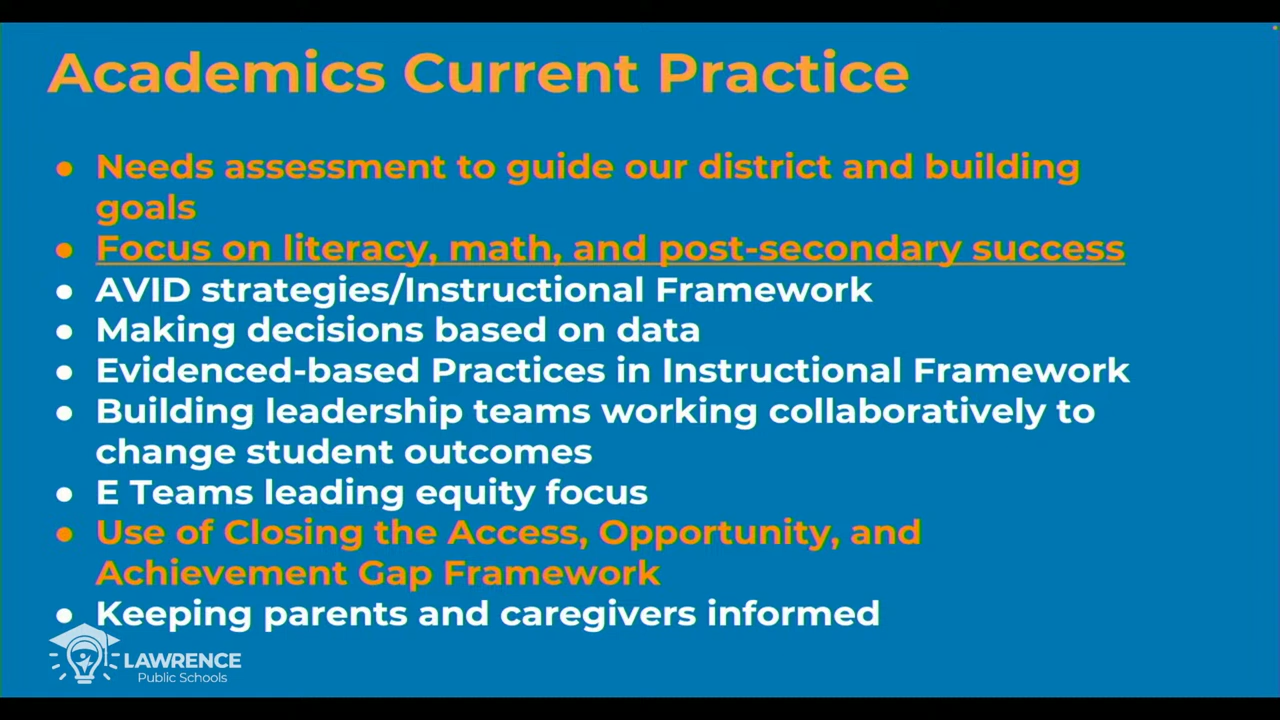 Academics Current Practice
● Needs assessment to guide our district and building
goals
● Focus on literacy, math, and post-secondary success
● AVID strategies/Instructional Framework
● Making decisions based on data
● Evidenced-based Practices in Instructional Framework
● Building leadership teams working collaboratively to
change student outcomes
● E Teams leading equity focus
● Use of Closing the Access, Opportunity, and
Achievement Gap Framework
● Keeping parents and caregivers informed
LAWRENCE
Public Schools